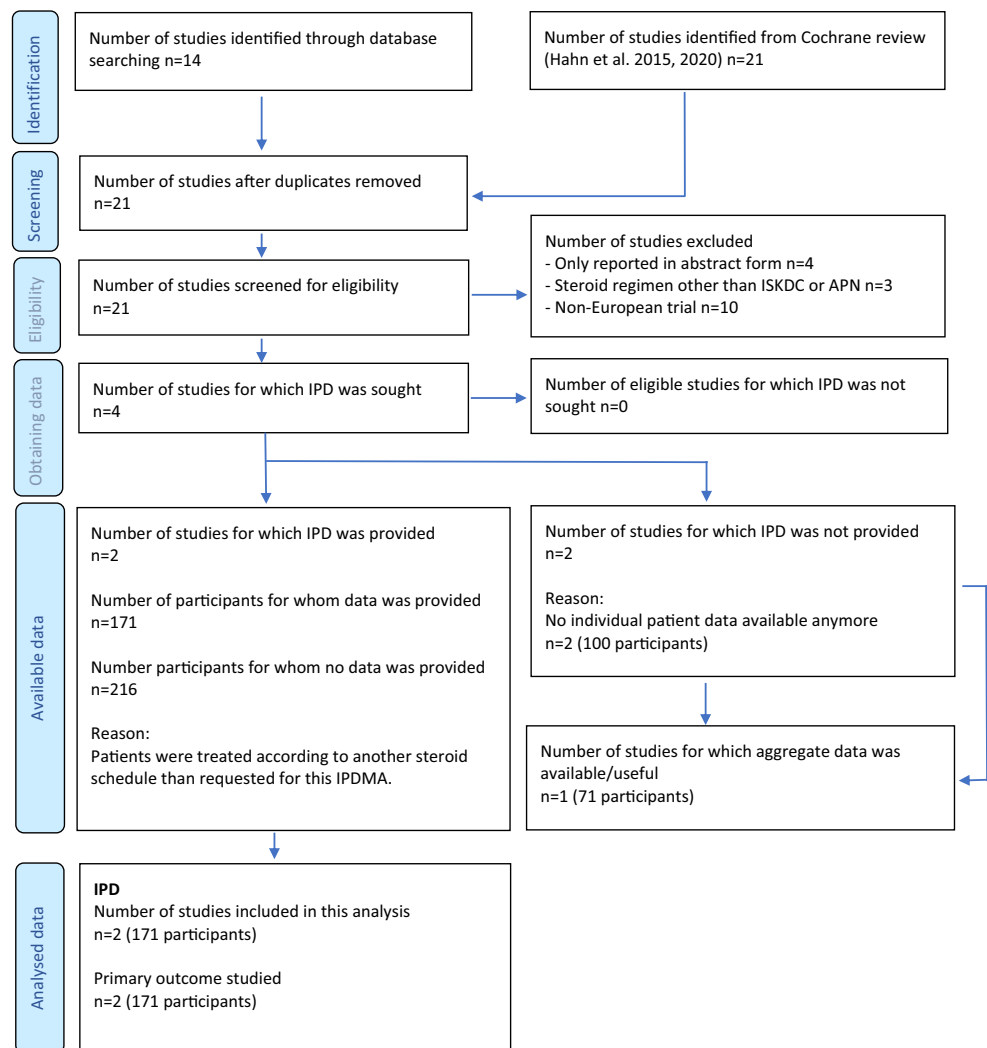 Identification
Number of studies identified through database
searching n=14
Number of studies identified from Cochrane review
(Hahn et al. 2015, 2020) n=21
Screening
Number of studies after duplicates removed
n=21
Eligibility
Number of studies screened for eligibility
n=21
Number of studies excluded
- Only reported in abstract form n=4
- Steroid regimen other than ISKDC or APN n=3
- Non-European trial n=10
Obtaining data
Number of studies for which IPD was sought
n=4
Number of eligible studies for which IPD was not
sought n=0
Available data
Number of studies for which IPD was provided
n=2
Number of participants for whom data was provided
n=171
Number participants for whom no data was provided
n=216
Reason:
Patients were treated according to another steroid
schedule than requested for this IPDMA.
Number of studies for which IPD was not provided
n=2
Reason:
No individual patient data available anymore
n=2 (100 participants)
Number of studies for which aggregate data was
available/useful
n=1 (71 participants)
Analysed data
IPD
Number of studies included in this analysis
n=2 (171 participants)
Primary outcome studied
n=2 (171 participants)